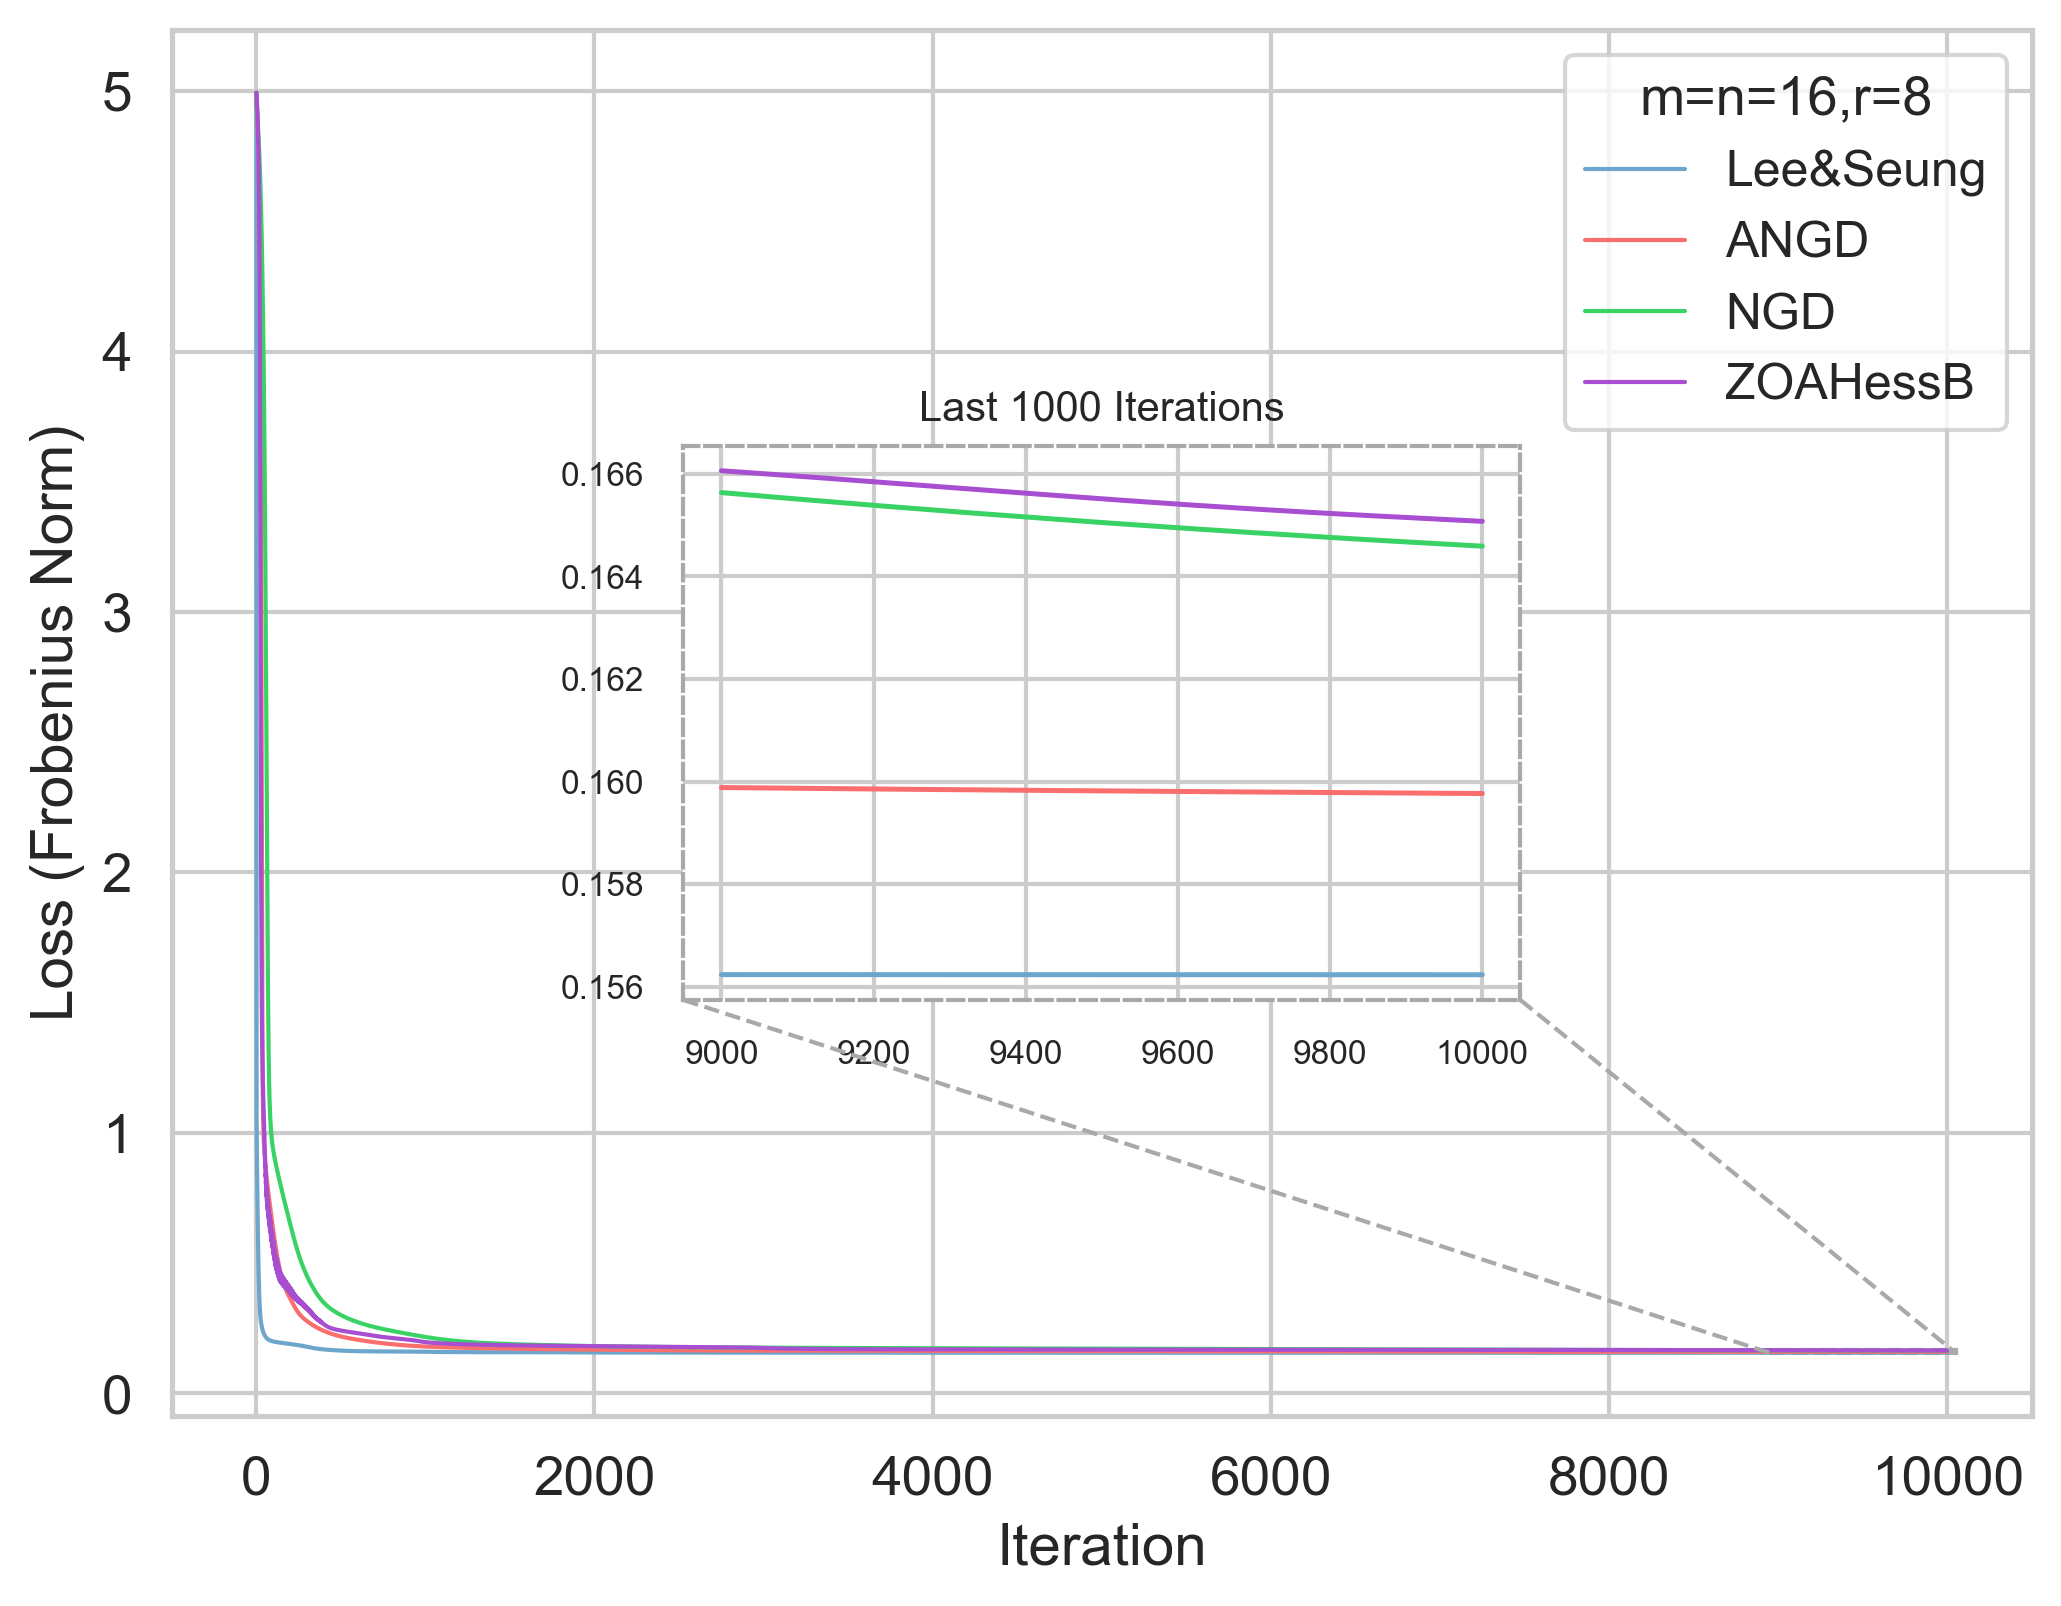 5
4
3
2
1
0
Loss (Frobenius Norm)
m=n=16,r=8
Lee&Seung
ANGD
NGD
ZOAHessB
Last 1000 Iterations
0.166
0.164
0.162
0.160
0.158
0.156
9000 9200 9400 9600 9800 10000
0 2000 4000 6000 8000 10000
Iteration